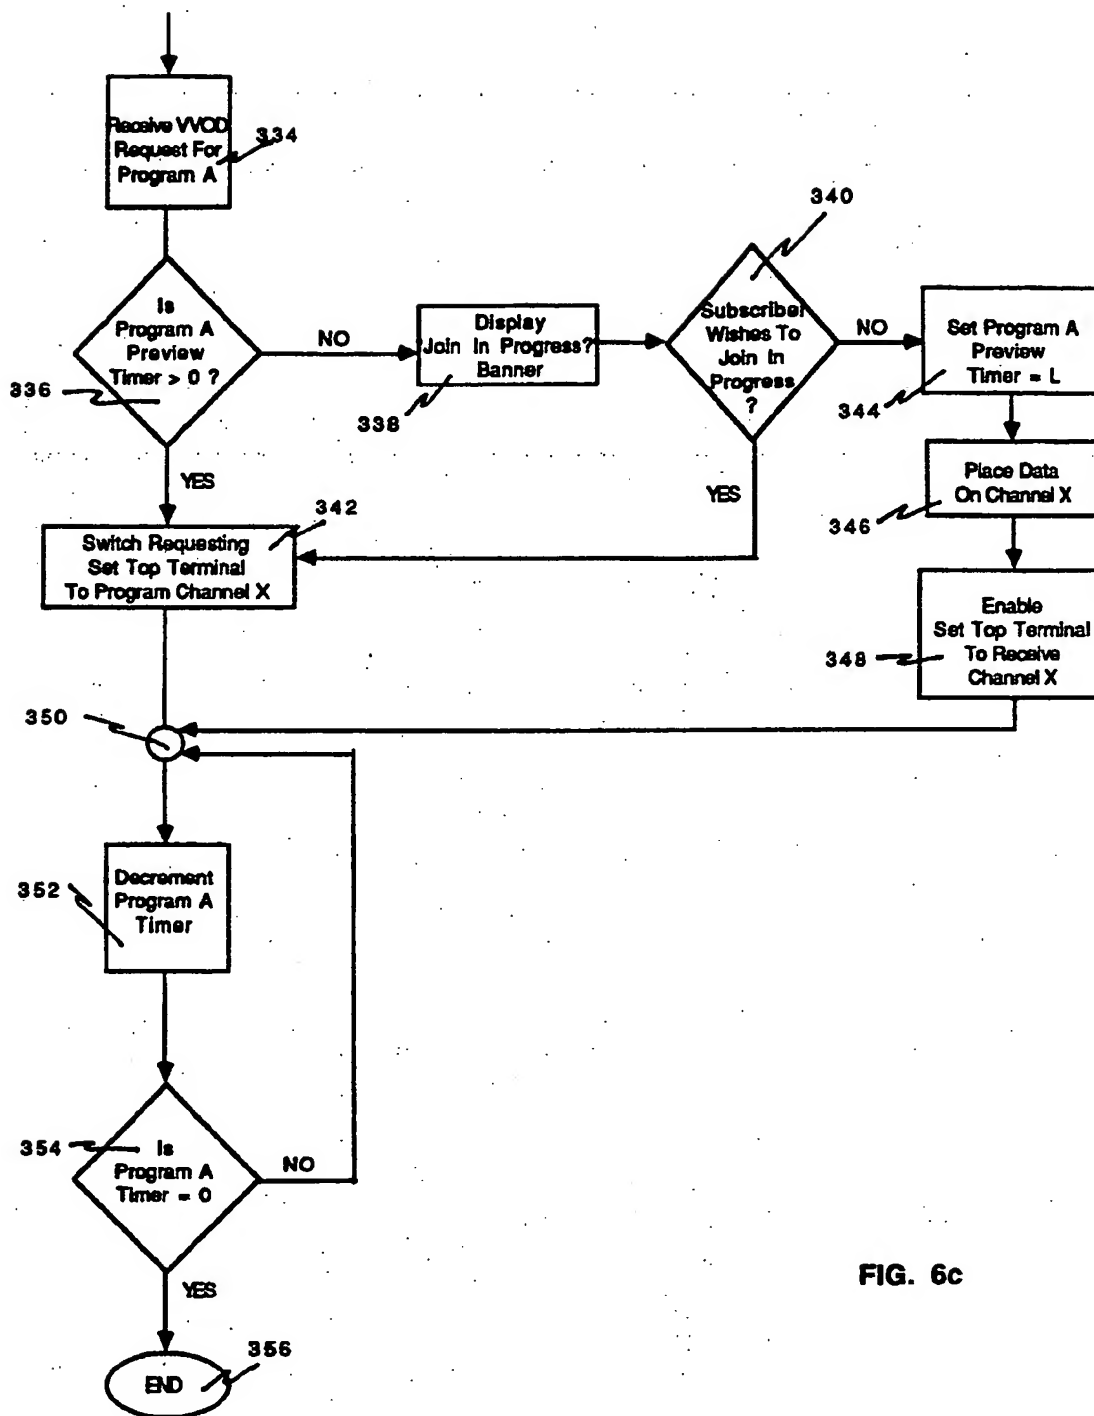 Receive VVOD
Request For
Program A
334
Is
Program A
Preview
Timer > 0 ?
336
NO
YES
Display
Join In Progress?
Banner
338
340
Subscriber
Wishes To
Join In
Progress
?
NO
YES
Set Program A
Preview
Timer = L
344
Place Data
On Channel X
346
Enable
Set Top Terminal
To Receive
Channel X
348
342
Switch Requesting
Set Top Terminal
To Program Channel X
350
352
Decrement
Program A
Timer
354
Is
Program A
Timer = 0
NO
YES
END
356
FIG. 6c